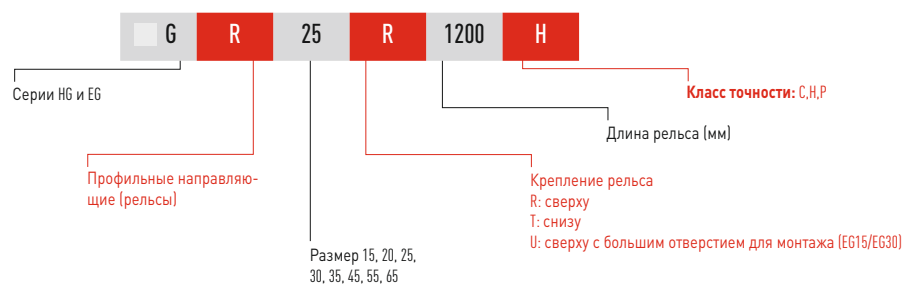 G R 25 R 1200 H
Серии HG и EG
Класс точности: C,H,P
Длина рельса (мм)
Профильные направляю-
щие (рельсы)
Крепление рельса
R: сверху
T: снизу
U: сверху с большим отверстием для монтажа (EG15/EG30)
Размер 15, 20, 25,
30, 35, 45, 55, 65